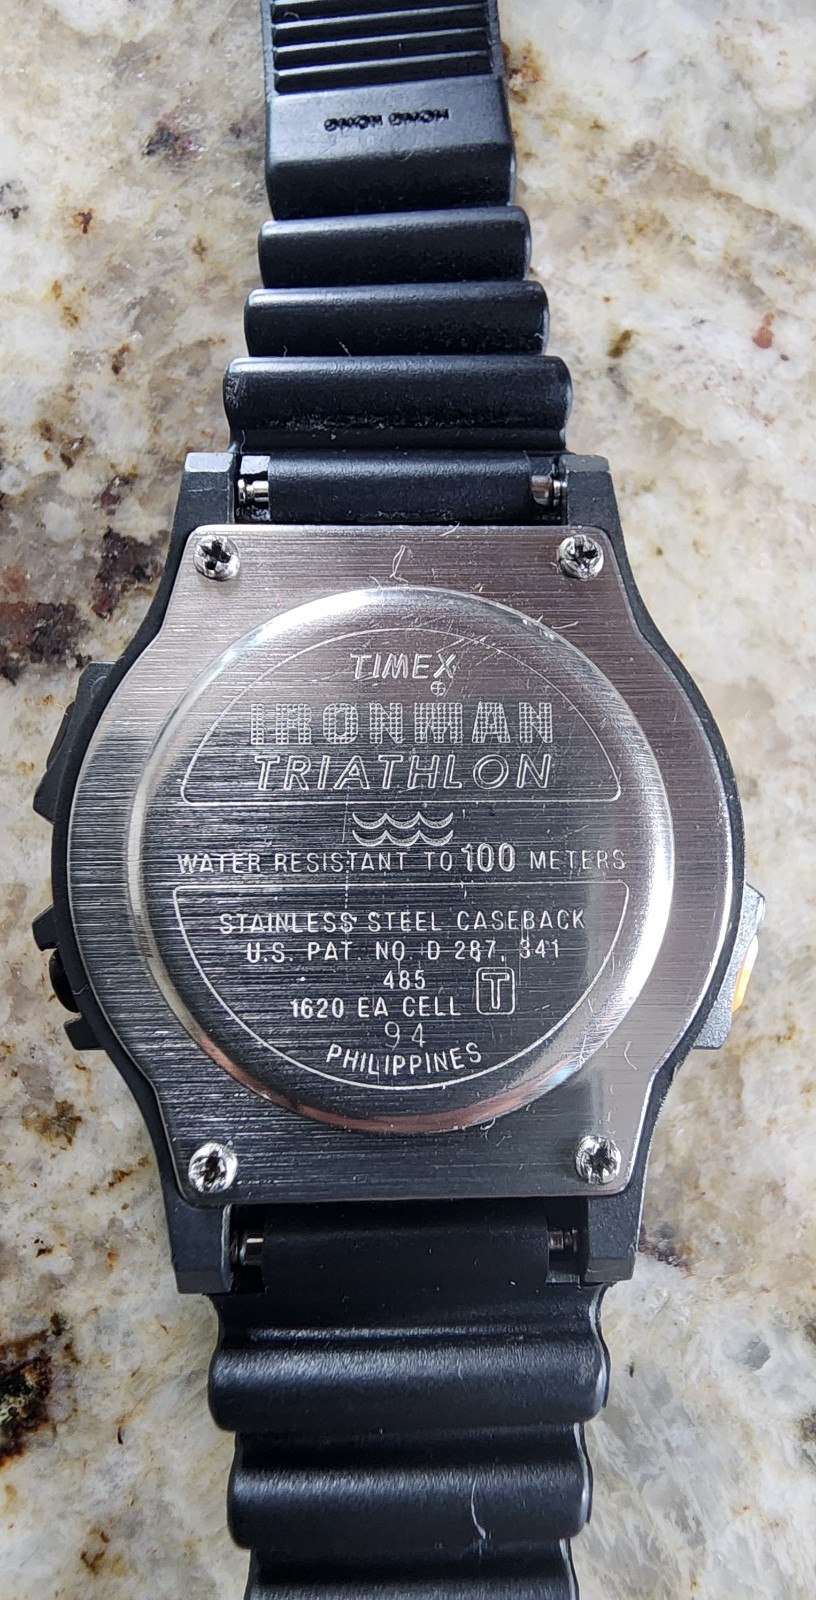 HONG KONG
TIMEX
®
IRONMAN
TRIATHLON
WATER RESISTANT TO 100 METERS
STAINLESS STEEL CASEBACK
U.S. PAT. NO. D 287, 341
485
1620 EA CELL T
94
PHILIPPINES